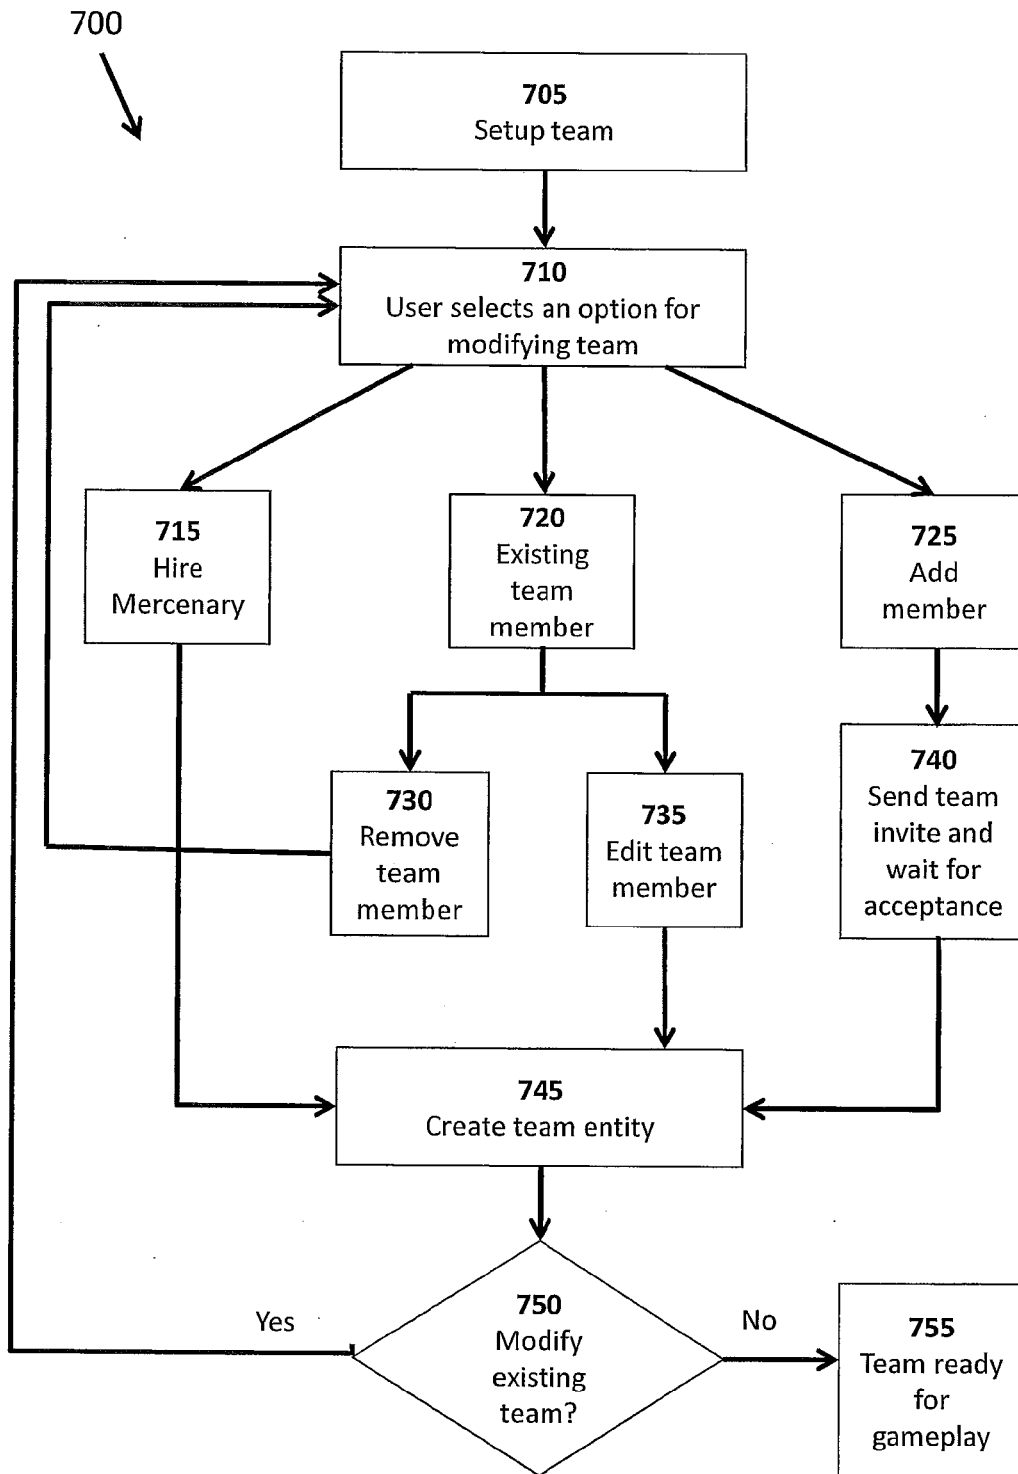 700
705
Setup team
710
User selects an option for
modifying team
715
Hire
Mercenary
720
Existing
team
member
725
Add
member
730
Remove
team
member
735
Edit team
member
740
Send team
invite and
wait for
acceptance
745
Create team entity
750
Modify
existing
team?
Yes
No
755
Team ready
for
gameplay